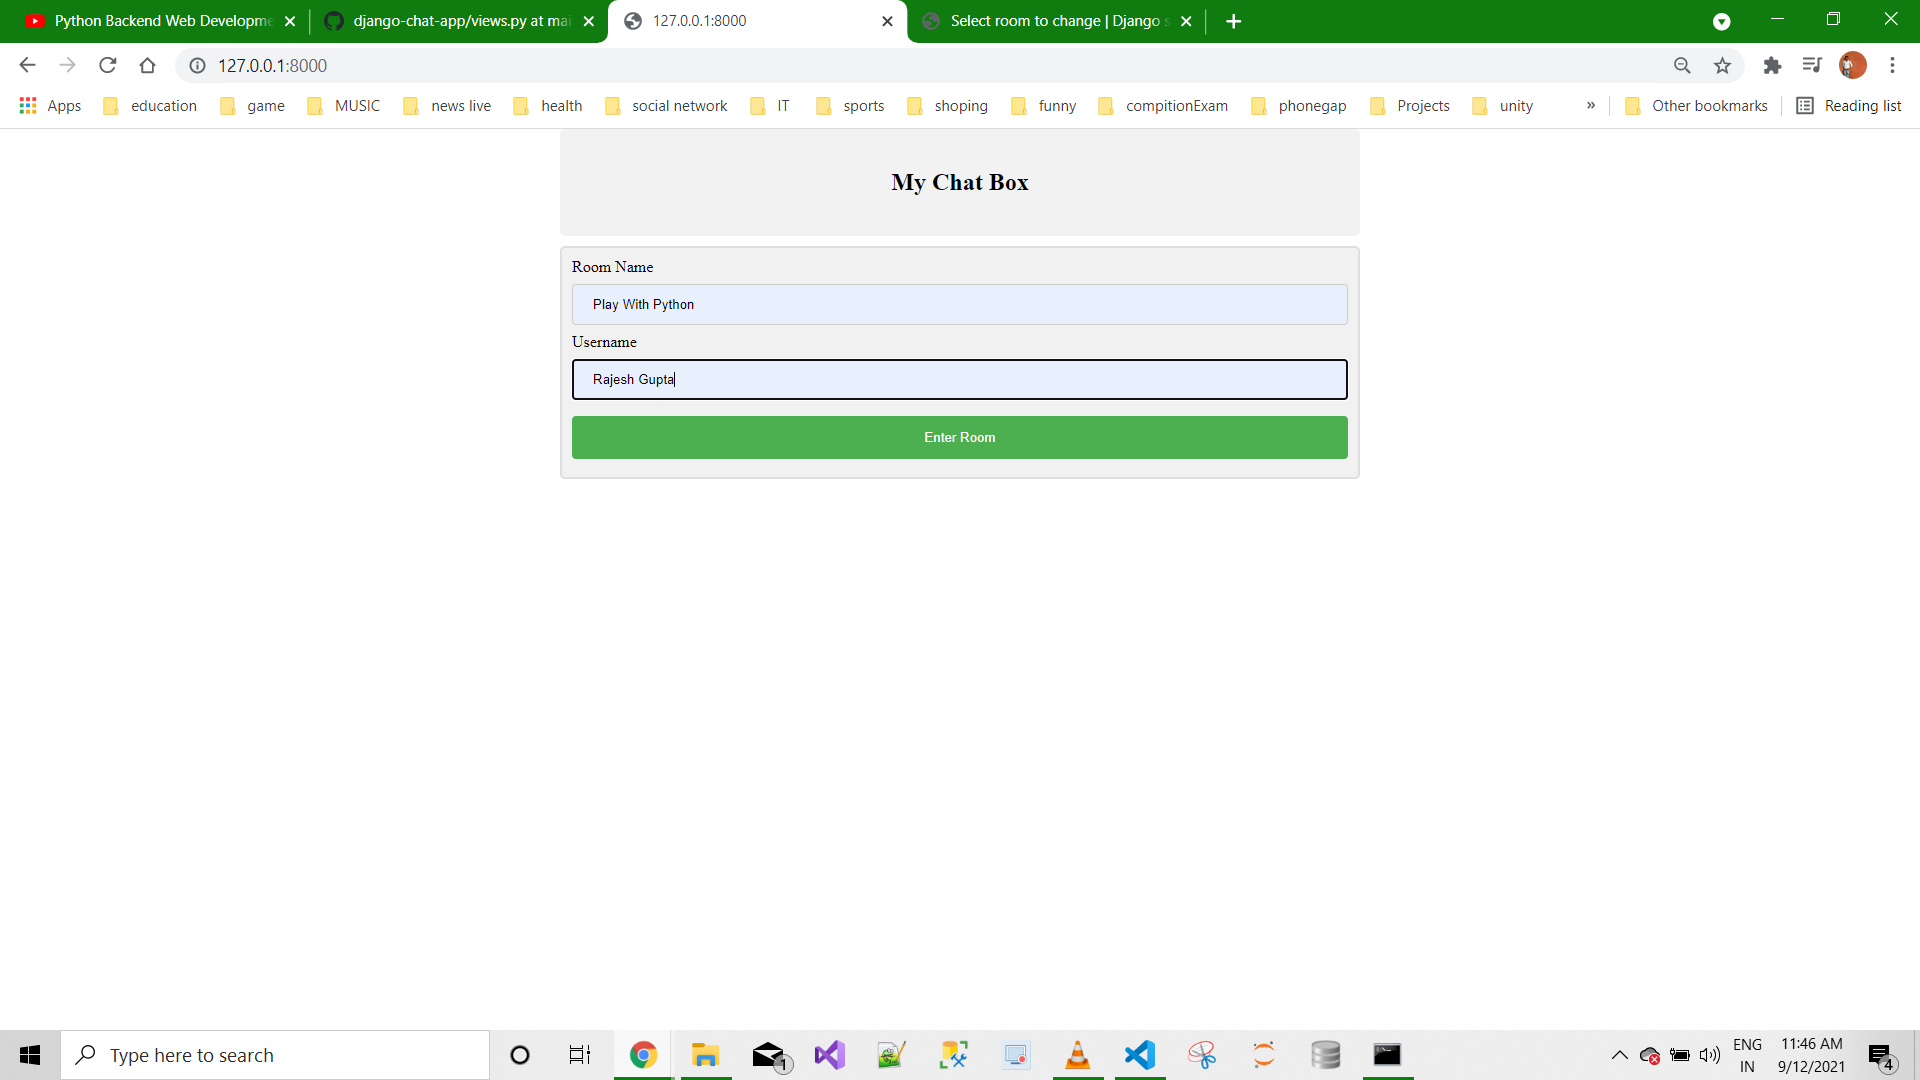 Python Backend Web Developme
django-chat-app/views.py at mai
127.0.0.1:8000
Select room to change | Django s
127.0.0.1:8000
Apps education game MUSIC news live health social network IT sports shoping funny compitionExam phonegap Projects unity » Other bookmarks Reading list
My Chat Box
Room Name
Play With Python
Username
Rajesh Gupta
Enter Room
Type here to search
1
ENG
IN
11:46 AM
9/12/2021
4